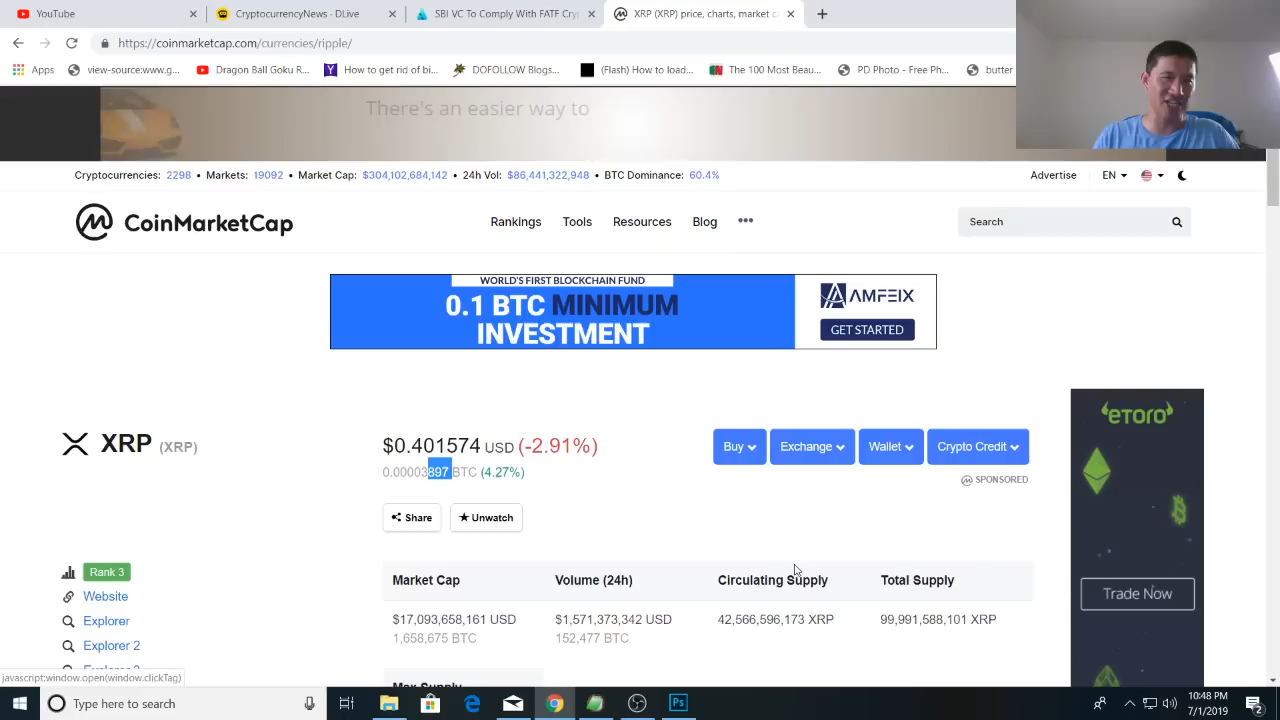 CryptocurrencyNews - DLive
SBI VC To Comply With FATF Cryp
XRP (XRP) price, charts, market ca
https://coinmarketcap.com/currencies/ripple/
Apps view-source:www.g... Dragon Ball Goku R... How to get rid of bi... DOFOLLOW Blogs... (Flash) How to load... The 100 Most Beau... PD Photo - Free Ph... butter
There's an easier way to
Cryptocurrencies: 2298 • Markets: 19092 • Market Cap: $304,102,684,142 • 24h Vol: $86,441,322,948 • BTC Dominance: 60.4%
Advertise EN
CoinMarketCap
Rankings Tools Resources Blog •••
Search
WORLD'S FIRST BLOCKCHAIN FUND
0.1 BTC MINIMUM
INVESTMENT
AMFEIX
GET STARTED
etoro
XRP (XRP)
$0.401574 USD (-2.91%)
0.00003897 BTC (4.27%)
Buy Exchange Wallet Crypto Credit
SPONSORED
Share Unwatch
Rank 3
Website
Explorer
Explorer 2
Market Cap Volume (24h) Circulating Supply Total Supply
$17,093,658,161 USD $1,571,373,342 USD 42,566,596,173 XRP 99,991,588,101 XRP
1,658,675 BTC 152,477 BTC
Trade Now
javascript:window.open(window.clickTag)
Type here to search
Ps
10:48 PM
7/1/2019
2